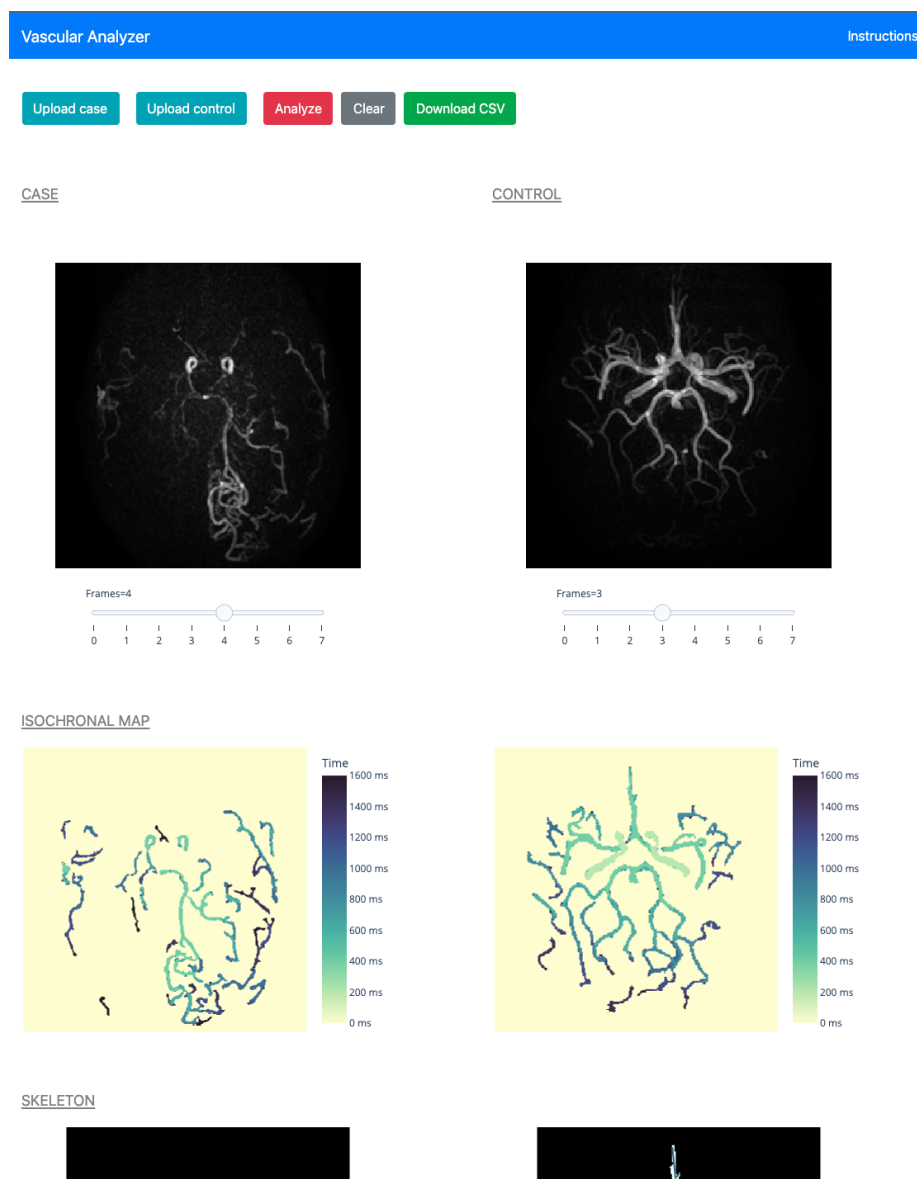 Vascular Analyzer
Instructions
Upload case
Upload control
Analyze
Clear
Download CSV
CASE
CONTROL
Frames=4
0 1 2 3 4 5 6 7
Frames=3
0 1 2 3 4 5 6 7
ISOCHRONAL MAP
Time
1600 ms
1400 ms
1200 ms
1000 ms
800 ms
600 ms
400 ms
200 ms
0 ms
Time
1600 ms
1400 ms
1200 ms
1000 ms
800 ms
600 ms
400 ms
200 ms
0 ms
SKELETON